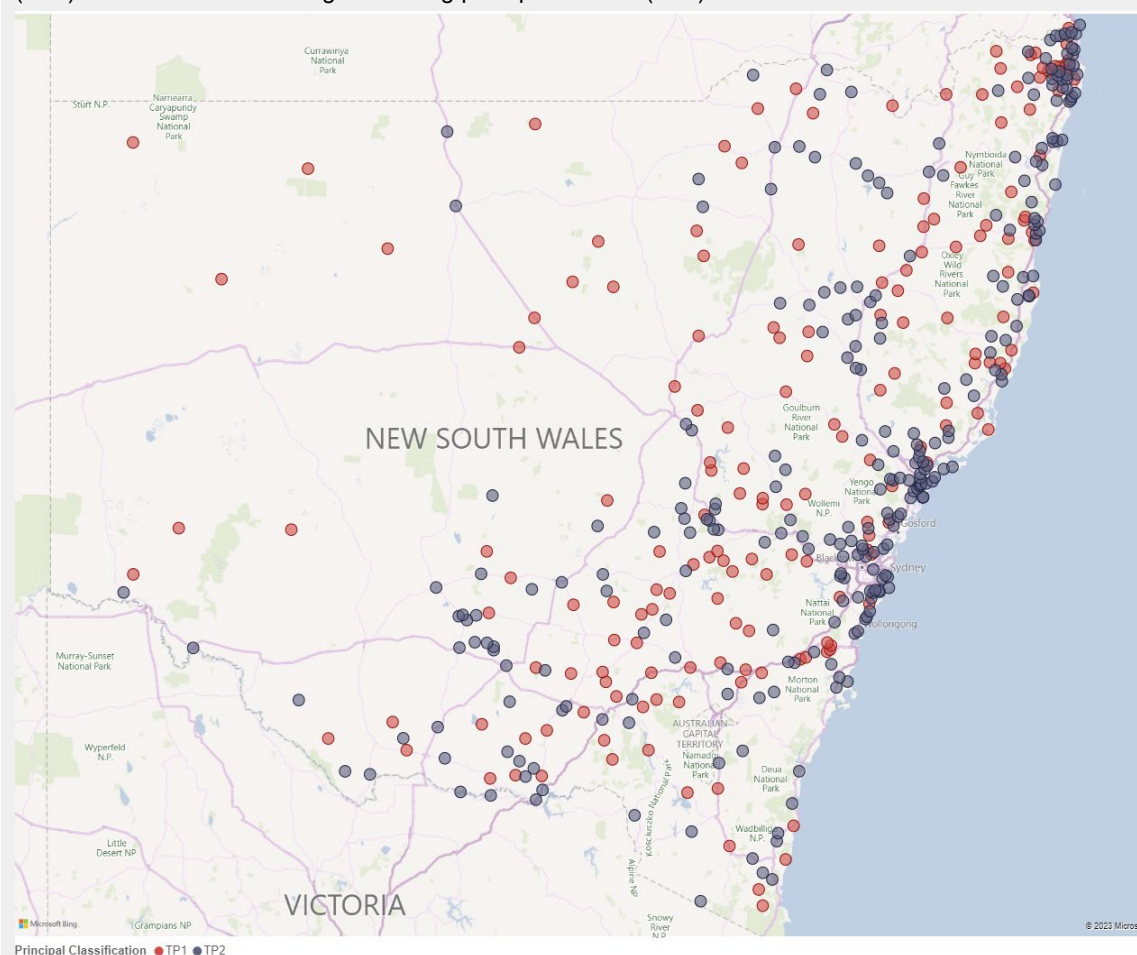 Currawinya
National
Park
Sturt N.P.
Narriearra
Caryapundy
Swamp
National
Park
Nymboida
National
Park
Guy
Fawkes
River
National
Park
Oxley
Wild
Rivers
National
Park
NEW SOUTH WALES
Goulburn
River
National
Park
Yengo
National
Park
Wollemi
N.P.
Gosford
Sydney
Nattai
National
Park
Wollongong
Murray-Sunset
National Park
Morton
National
Park
AUSTRALIAN
CAPITAL
TERRITORY
Namadgi
National
Park
Wyperfeld
N.P.
Deua
National
Park
Kosciuszko National Park
Wadbilliga
N.P.
Little
Desert NP
Alpine NP
VICTORIA
Snowy
River
N.P.
Grampians NP
Microsoft Bing
© 2023 Micros
Principal Classification TP1 TP2